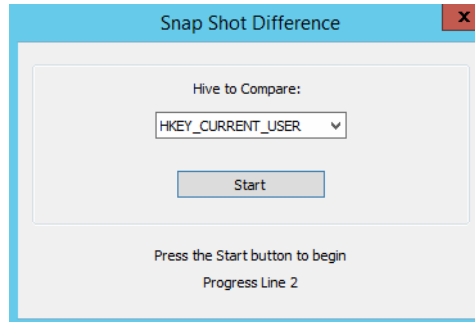 Snap Shot Difference
x
Hive to Compare:
HKEY_CURRENT_USER
Start
Press the Start button to begin
Progress Line 2